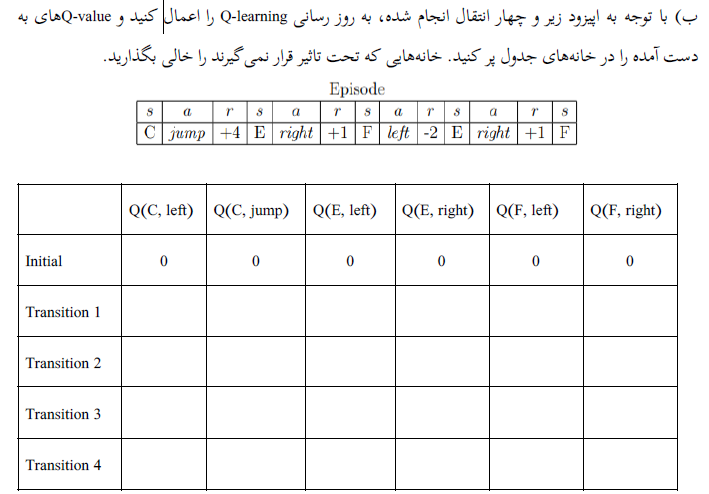 ب) با توجه به اپیزود زیر و چهار انتقال انجام شده، به روز رسانی Q-learning را اعمال کنید و Q-valueهای به
دست آمده را در خانه‌های جدول پر کنید. خانه‌هایی که تحت تاثیر قرار نمی‌گیرند را خالی بگذارید.
Episode
s a r s a r s a r s a r s
C jump +4 E right +1 F left -2 E right +1 F
Q(C, left) Q(C, jump) Q(E, left) Q(E, right) Q(F, left) Q(F, right)
Initial 0 0 0 0 0 0
Transition 1
Transition 2
Transition 3
Transition 4